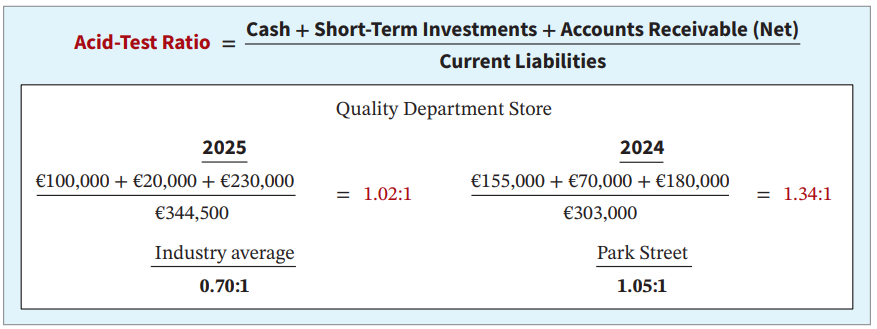 Acid-Test Ratio = Cash + Short-Term Investments + Accounts Receivable (Net)
Current Liabilities
Quality Department Store
2025 2024
€100,000 + €20,000 + €230,000 = 1.02:1 €155,000 + €70,000 + €180,000 = 1.34:1
€344,500 €303,000
Industry average Park Street
0.70:1 1.05:1